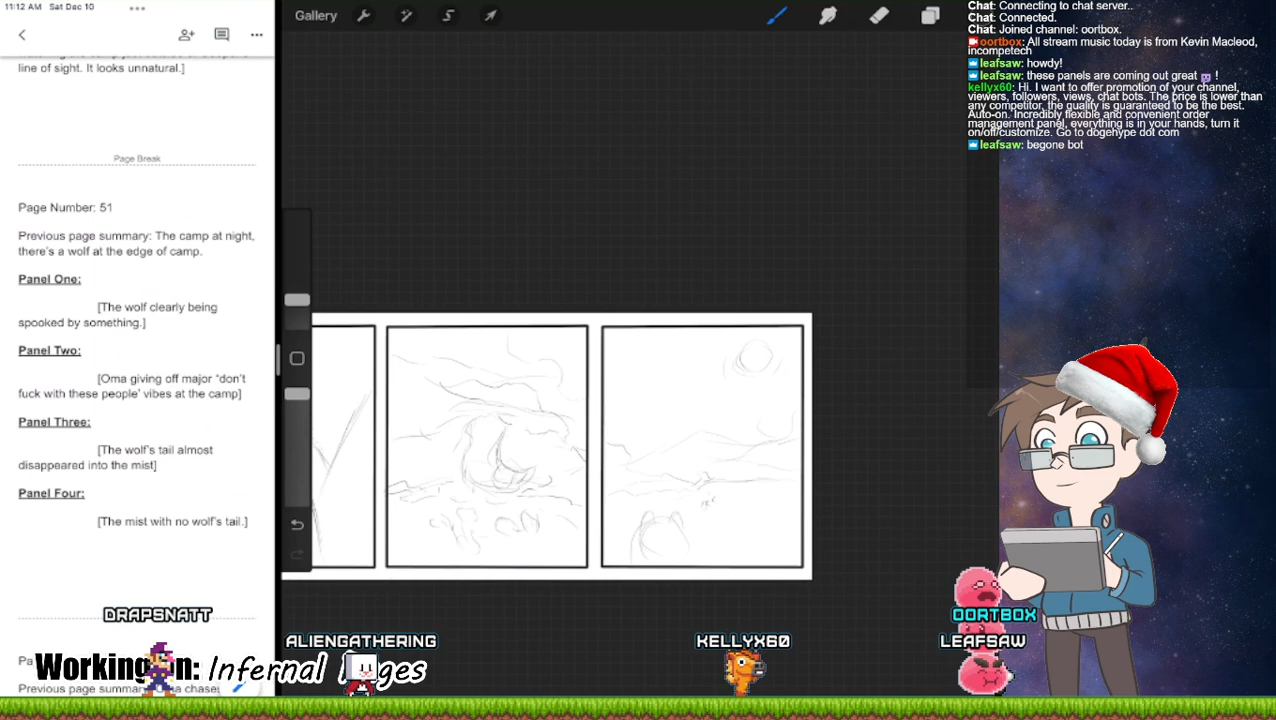 11:12 AM Sat Dec 10
line of sight. It looks unnatural.]
Page Break
Page Number: 51
Previous page summary: The camp at night,
there's a wolf at the edge of camp.
Panel One:
[The wolf clearly being
spooked by something.]
Panel Two:
[Oma giving off major “don't
fuck with these people' vibes at the camp]
Panel Three:
[The wolf's tail almost
disappeared into the mist]
Panel Four:
[The mist with no wolf's tail.]
Previous page summary:
Gallery
Chat: Connecting to chat server..
Chat: Connected.
Chat: Joined channel: oortbox.
oortbox: All stream music today is from Kevin Macleod,
incompetech
leafsaw: howdy!
leafsaw: these panels are coming out great !
kellyx60: Hi. I want to offer promotion of your channel,
viewers, followers, views, chat bots. The price is lower than
any competitor, the quality is guaranteed to be the best.
Auto-on. Incredibly flexible and convenient order
management panel, everything is in your hands, turn it
on/off/customize. Go to dogehype dot com
leafsaw: begone bot
DRAPSNATT
ALIENGATHERING
KELLYX60
OORTBOX
LEAFSAW
Working on: Infernal